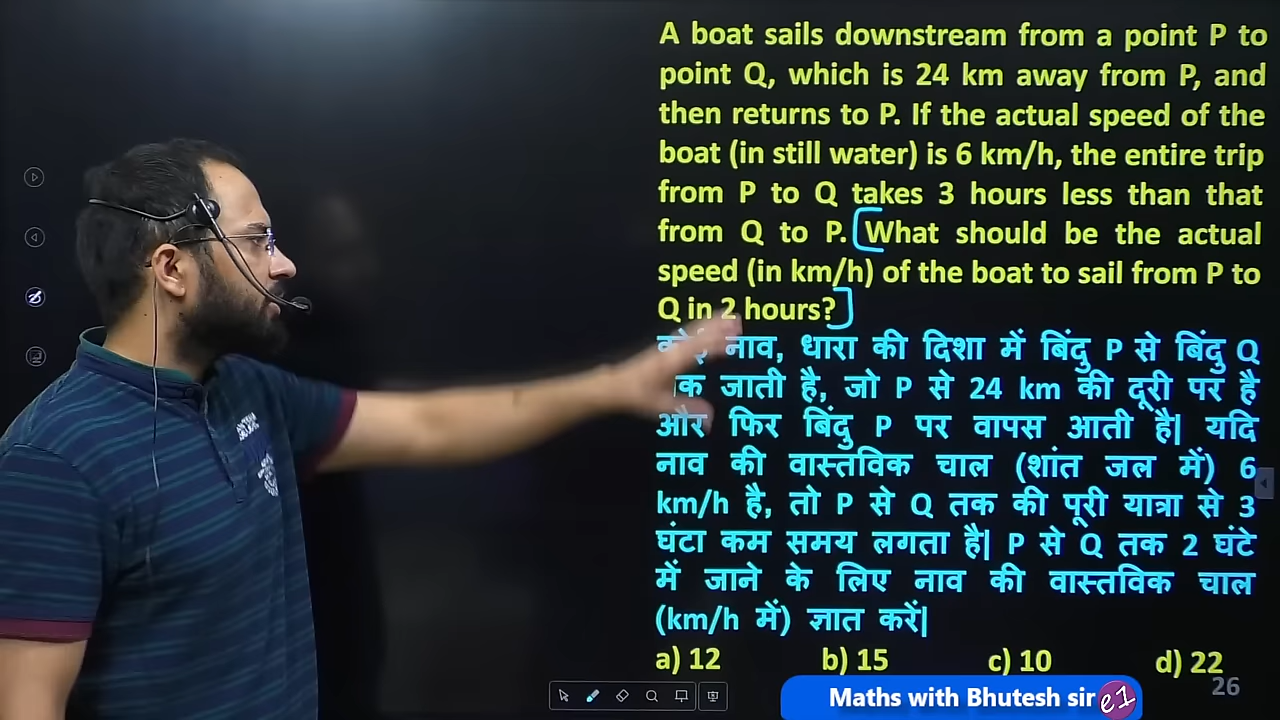 A boat sails downstream from a point P to
point Q, which is 24 km away from P, and
then returns to P. If the actual speed of the
boat (in still water) is 6 km/h, the entire trip
from P to Q takes 3 hours less than that
from Q to P. [What should be the actual
speed (in km/h) of the boat to sail from P to
Q in 2 hours?]
नाव, धारा की दिशा में बिंदु P से बिंदु Q
जाती है, जो P से 24 km की दूरी पर है
और फिर बिंदु P पर वापस आती है| यदि
नाव की वास्तविक चाल (शांत जल में) 6
km/h है, तो P से Q तक की पूरी यात्रा से 3
घंटा कम समय लगता है| P से Q तक 2 घंटे
में जाने के लिए नाव की वास्तविक चाल
(km/h में) ज्ञात करें|
a) 12 b) 15 c) 10 d) 22
26
Maths with Bhutesh sir e1